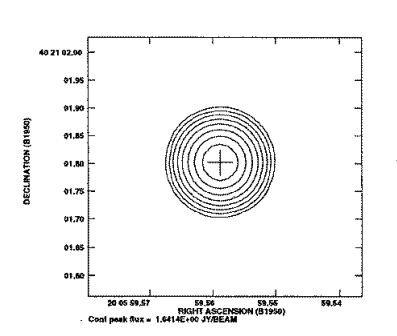 40 21 02.00
01.95
01.90
01.85
01.80
01.75
01.70
01.65
01.60
DECLINATION (B1950)
20 05 59.57 59.56 59.55 59.54
RIGHT ASCENSION (B1950)
Cont peak flux = 1.6414E+00 JY/BEAM